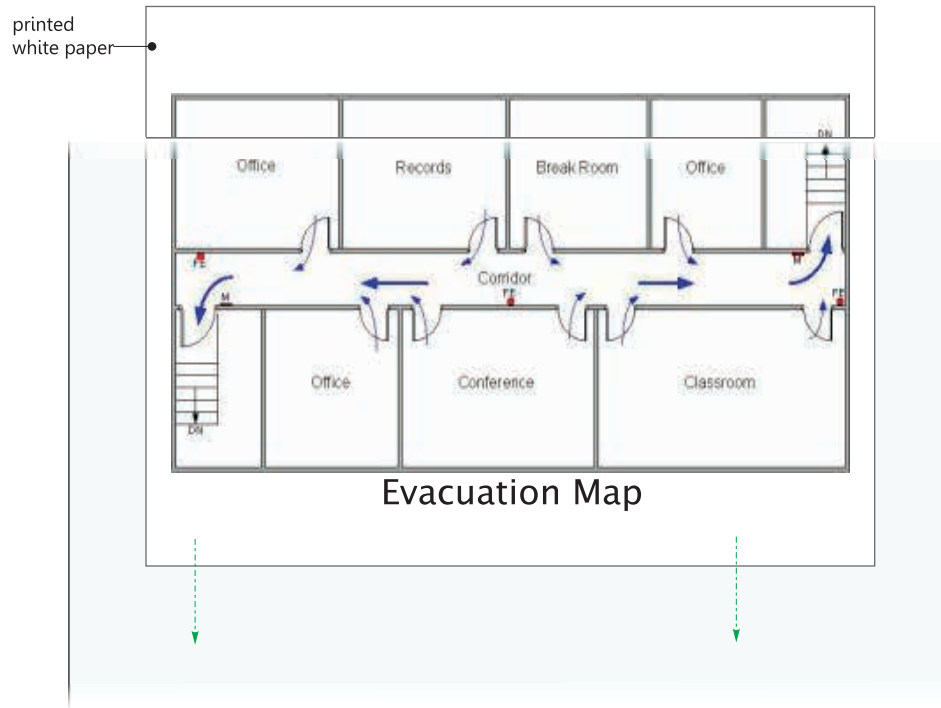 printed
white paper
DN
Office
Records
Break Room
Office
FE
M
Corridor
M
FE
FE
Office
Conference
Classroom
DN
Evacuation Map